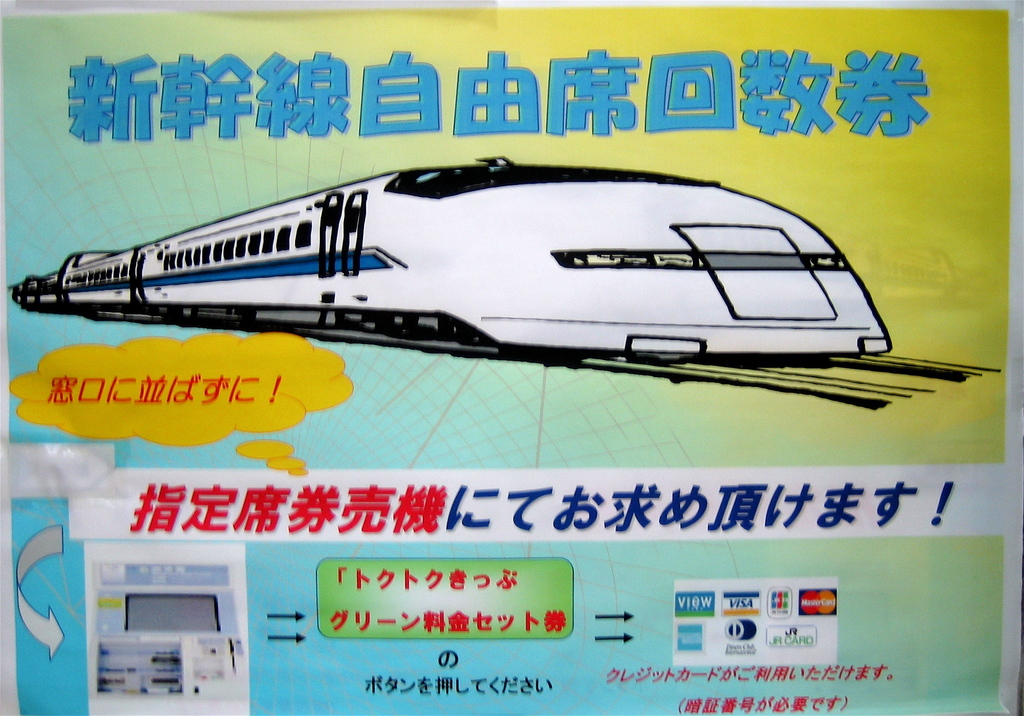 新幹線自由席回数券
窓口に並ばずに！
指定席券売機にてお求め頂けます！
「トクトクきっぷ
グリーン料金セット券
の
ボタンを押してください
VIEW VISA JCB MasterCard
Diners Club International JR CARD
クレジットカードがご利用いただけます。
（暗証番号が必要です）